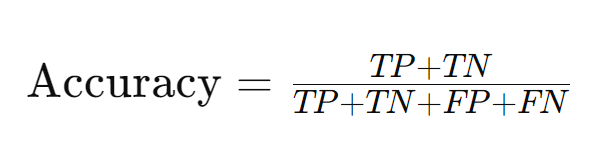 Accuracy = TP+TN / TP+TN+FP+FN